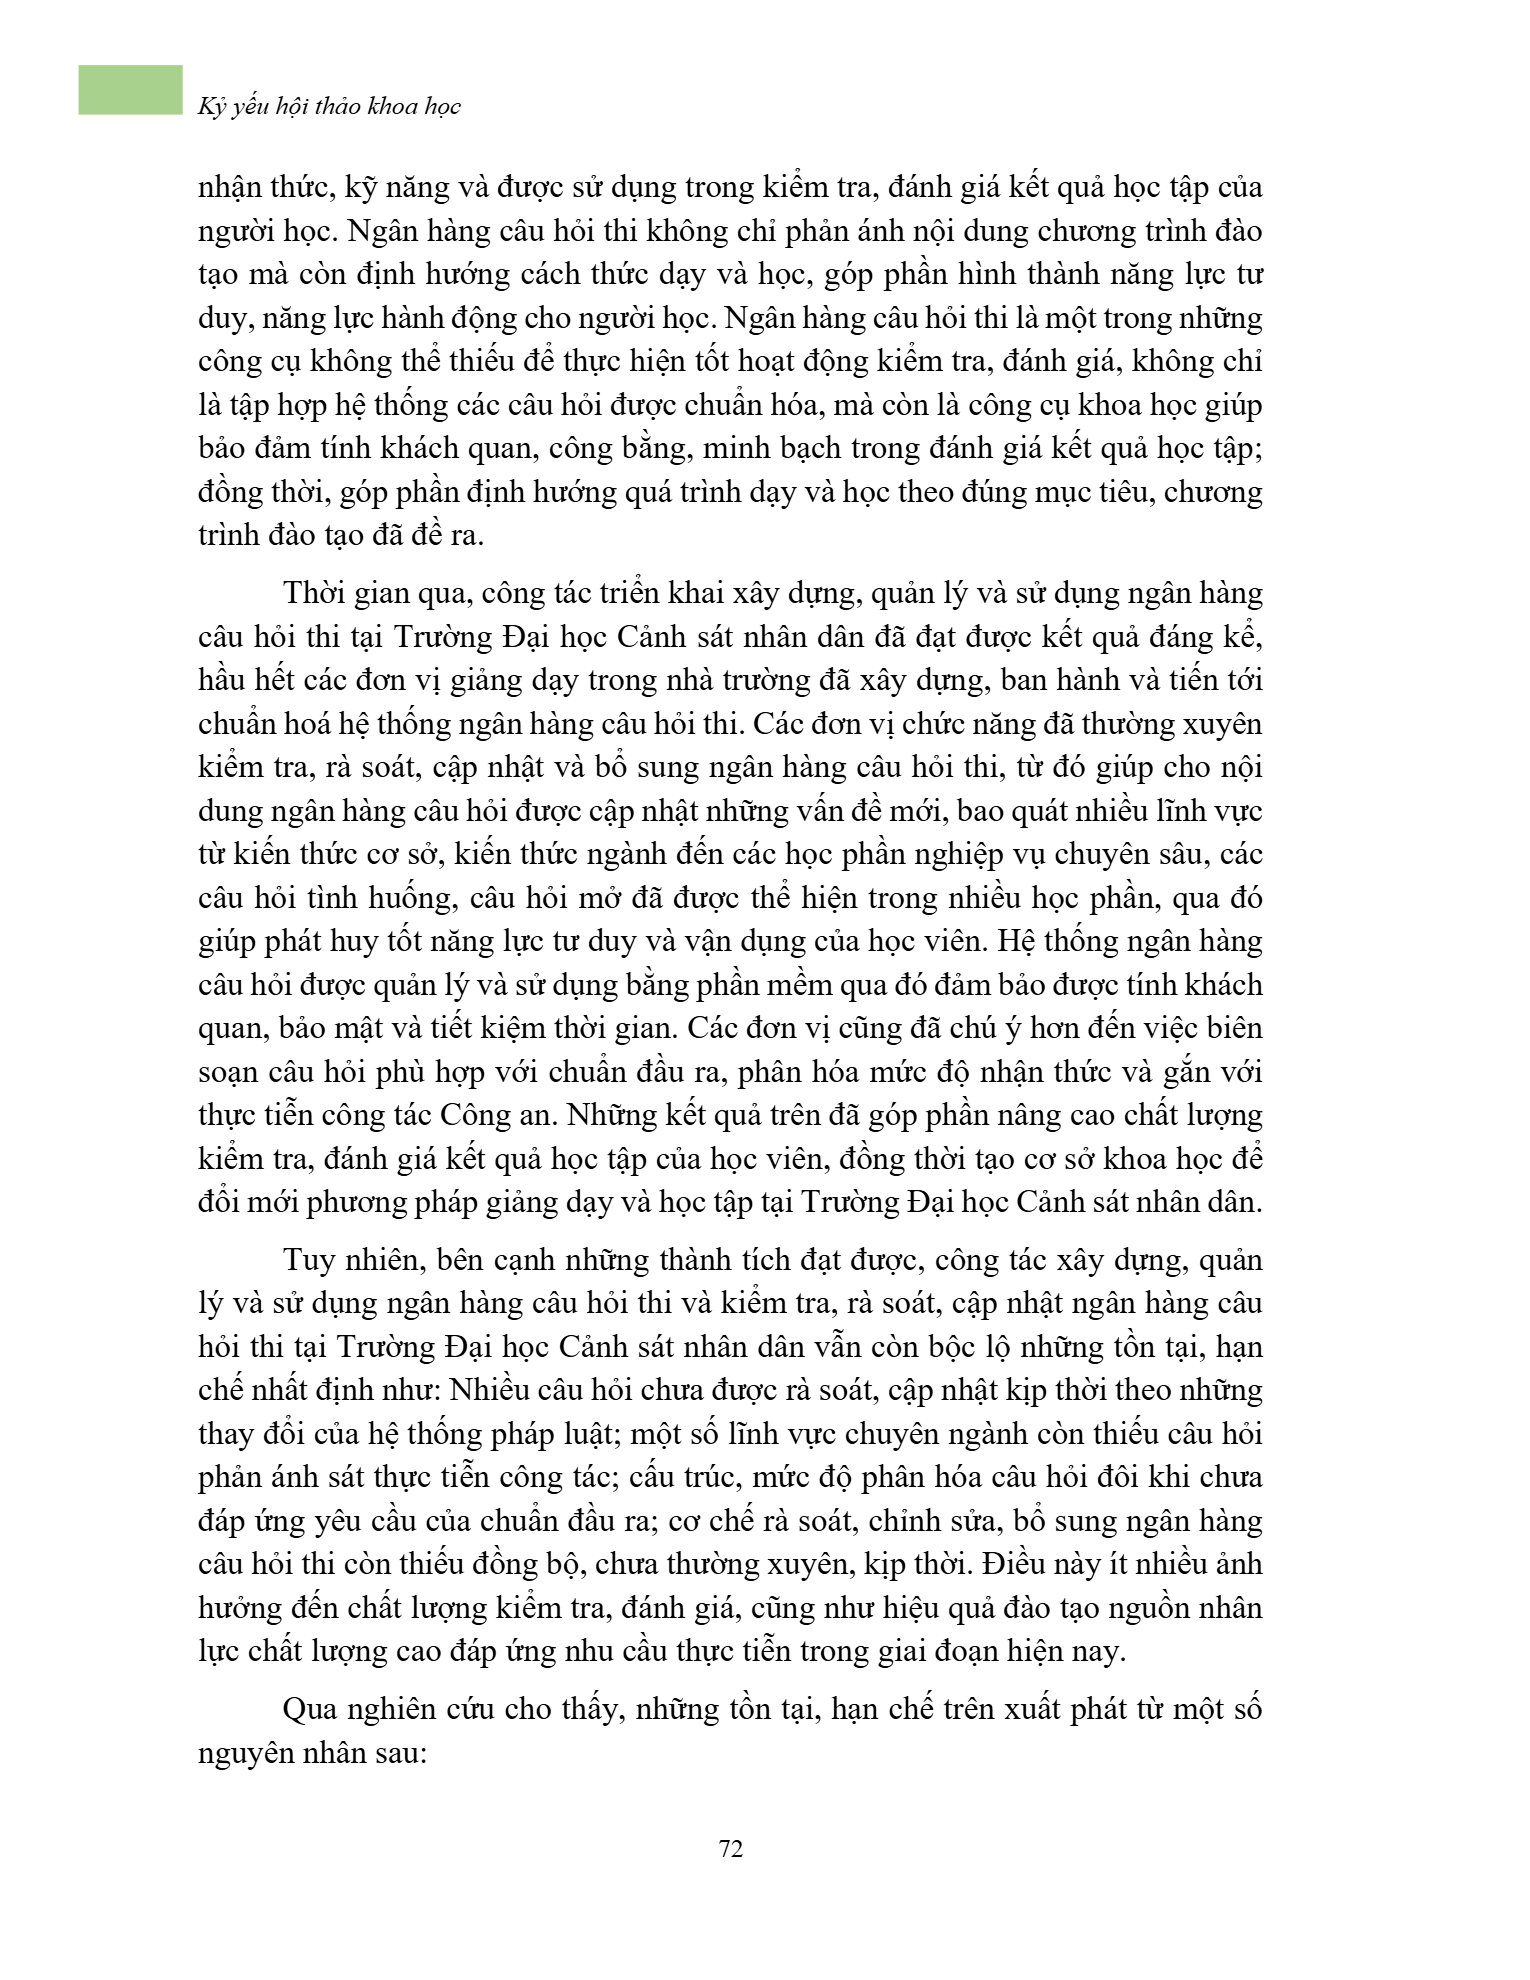 Kỷ yếu hội thảo khoa học
nhận thức, kỹ năng và được sử dụng trong kiểm tra, đánh giá kết quả học tập của
người học. Ngân hàng câu hỏi thi không chỉ phản ánh nội dung chương trình đào
tạo mà còn định hướng cách thức dạy và học, góp phần hình thành năng lực tư
duy, năng lực hành động cho người học. Ngân hàng câu hỏi thi là một trong những
công cụ không thể thiếu để thực hiện tốt hoạt động kiểm tra, đánh giá, không chỉ
là tập hợp hệ thống các câu hỏi được chuẩn hóa, mà còn là công cụ khoa học giúp
bảo đảm tính khách quan, công bằng, minh bạch trong đánh giá kết quả học tập;
đồng thời, góp phần định hướng quá trình dạy và học theo đúng mục tiêu, chương
trình đào tạo đã đề ra.
Thời gian qua, công tác triển khai xây dựng, quản lý và sử dụng ngân hàng
câu hỏi thi tại Trường Đại học Cảnh sát nhân dân đã đạt được kết quả đáng kể,
hầu hết các đơn vị giảng dạy trong nhà trường đã xây dựng, ban hành và tiến tới
chuẩn hoá hệ thống ngân hàng câu hỏi thi. Các đơn vị chức năng đã thường xuyên
kiểm tra, rà soát, cập nhật và bổ sung ngân hàng câu hỏi thi, từ đó giúp cho nội
dung ngân hàng câu hỏi được cập nhật những vấn đề mới, bao quát nhiều lĩnh vực
từ kiến thức cơ sở, kiến thức ngành đến các học phần nghiệp vụ chuyên sâu, các
câu hỏi tình huống, câu hỏi mở đã được thể hiện trong nhiều học phần, qua đó
giúp phát huy tốt năng lực tư duy và vận dụng của học viên. Hệ thống ngân hàng
câu hỏi được quản lý và sử dụng bằng phần mềm qua đó đảm bảo được tính khách
quan, bảo mật và tiết kiệm thời gian. Các đơn vị cũng đã chú ý hơn đến việc biên
soạn câu hỏi phù hợp với chuẩn đầu ra, phân hóa mức độ nhận thức và gắn với
thực tiễn công tác Công an. Những kết quả trên đã góp phần nâng cao chất lượng
kiểm tra, đánh giá kết quả học tập của học viên, đồng thời tạo cơ sở khoa học để
đổi mới phương pháp giảng dạy và học tập tại Trường Đại học Cảnh sát nhân dân.
Tuy nhiên, bên cạnh những thành tích đạt được, công tác xây dựng, quản
lý và sử dụng ngân hàng câu hỏi thi và kiểm tra, rà soát, cập nhật ngân hàng câu
hỏi thi tại Trường Đại học Cảnh sát nhân dân vẫn còn bộc lộ những tồn tại, hạn
chế nhất định như: Nhiều câu hỏi chưa được rà soát, cập nhật kịp thời theo những
thay đổi của hệ thống pháp luật; một số lĩnh vực chuyên ngành còn thiếu câu hỏi
phản ánh sát thực tiễn công tác; cấu trúc, mức độ phân hóa câu hỏi đôi khi chưa
đáp ứng yêu cầu của chuẩn đầu ra; cơ chế rà soát, chỉnh sửa, bổ sung ngân hàng
câu hỏi thi còn thiếu đồng bộ, chưa thường xuyên, kịp thời. Điều này ít nhiều ảnh
hưởng đến chất lượng kiểm tra, đánh giá, cũng như hiệu quả đào tạo nguồn nhân
lực chất lượng cao đáp ứng nhu cầu thực tiễn trong giai đoạn hiện nay.
Qua nghiên cứu cho thấy, những tồn tại, hạn chế trên xuất phát từ một số
nguyên nhân sau:
72